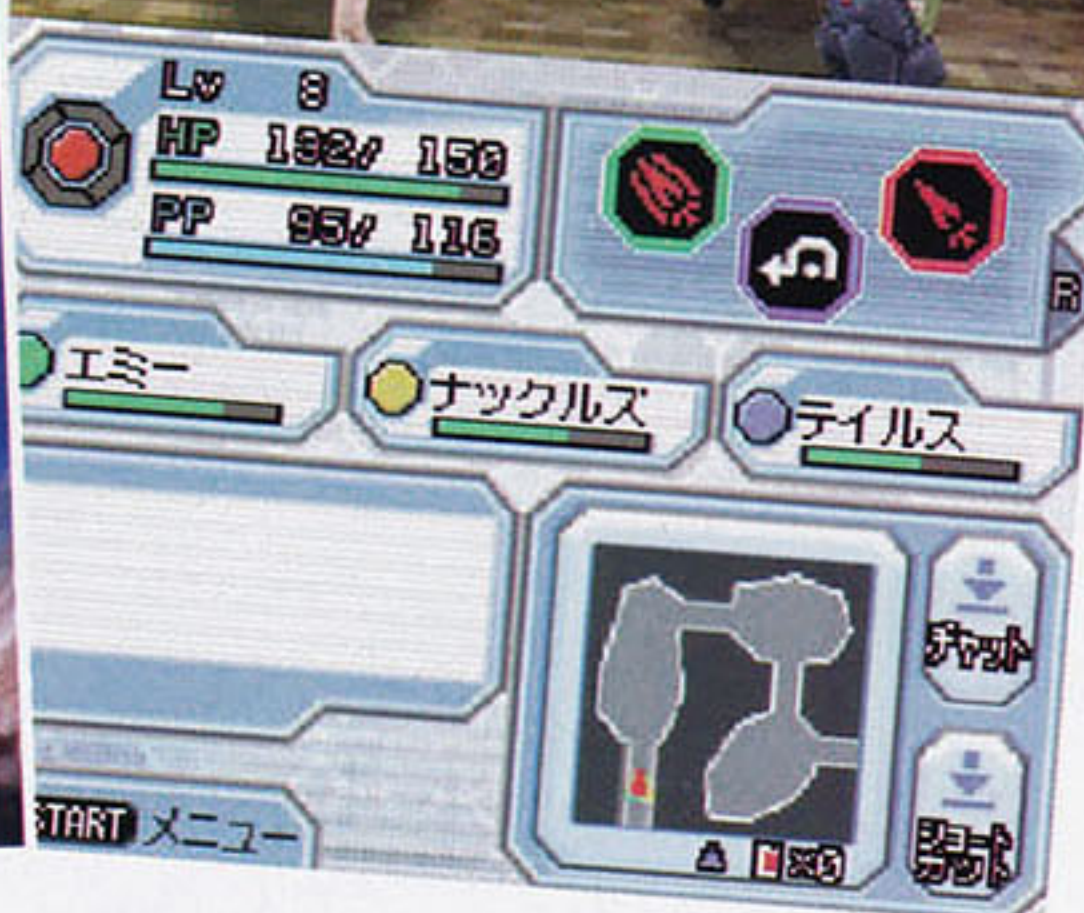 Lv 8
HP 132/ 150
PP 95/ 116
R
エミー
ナックルズ
テイルス
チャット
START メニュー
×0
ショート
カット